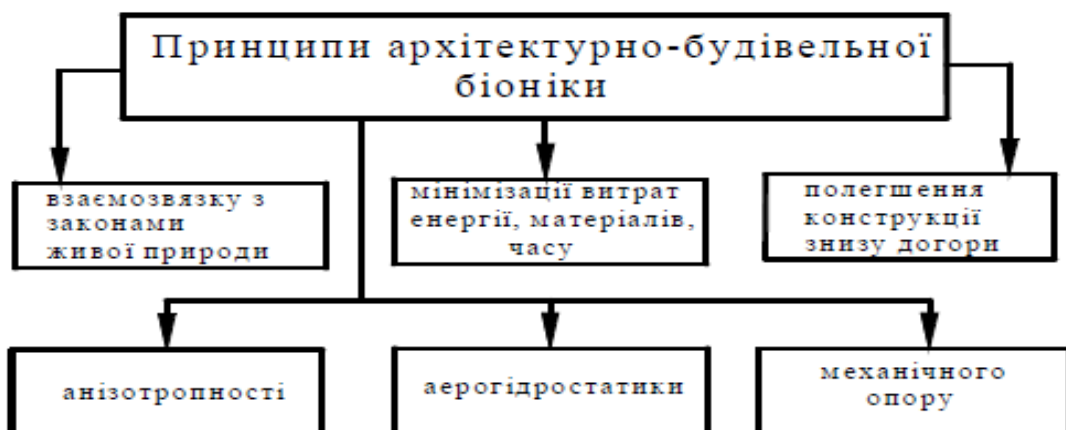 Принципи архітектурно-будівельної
біоніки
взаємозвязку з
законами
живої природи
мінімізації витрат
енергії, матеріалів,
часу
полегшення
конструкції
знизу догори
анізотропності
аерогідростатики
механічного
опору